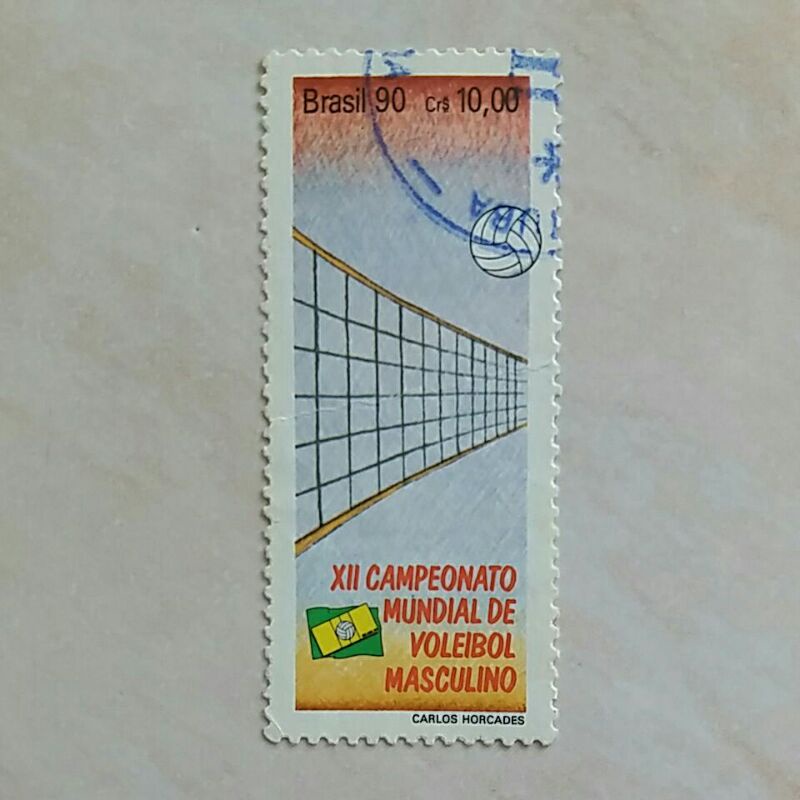 Brasil 90 Cr$ 10,00
XII CAMPEONATO
MUNDIAL DE
VOLEIBOL
MASCULINO
CARLOS HORCADES